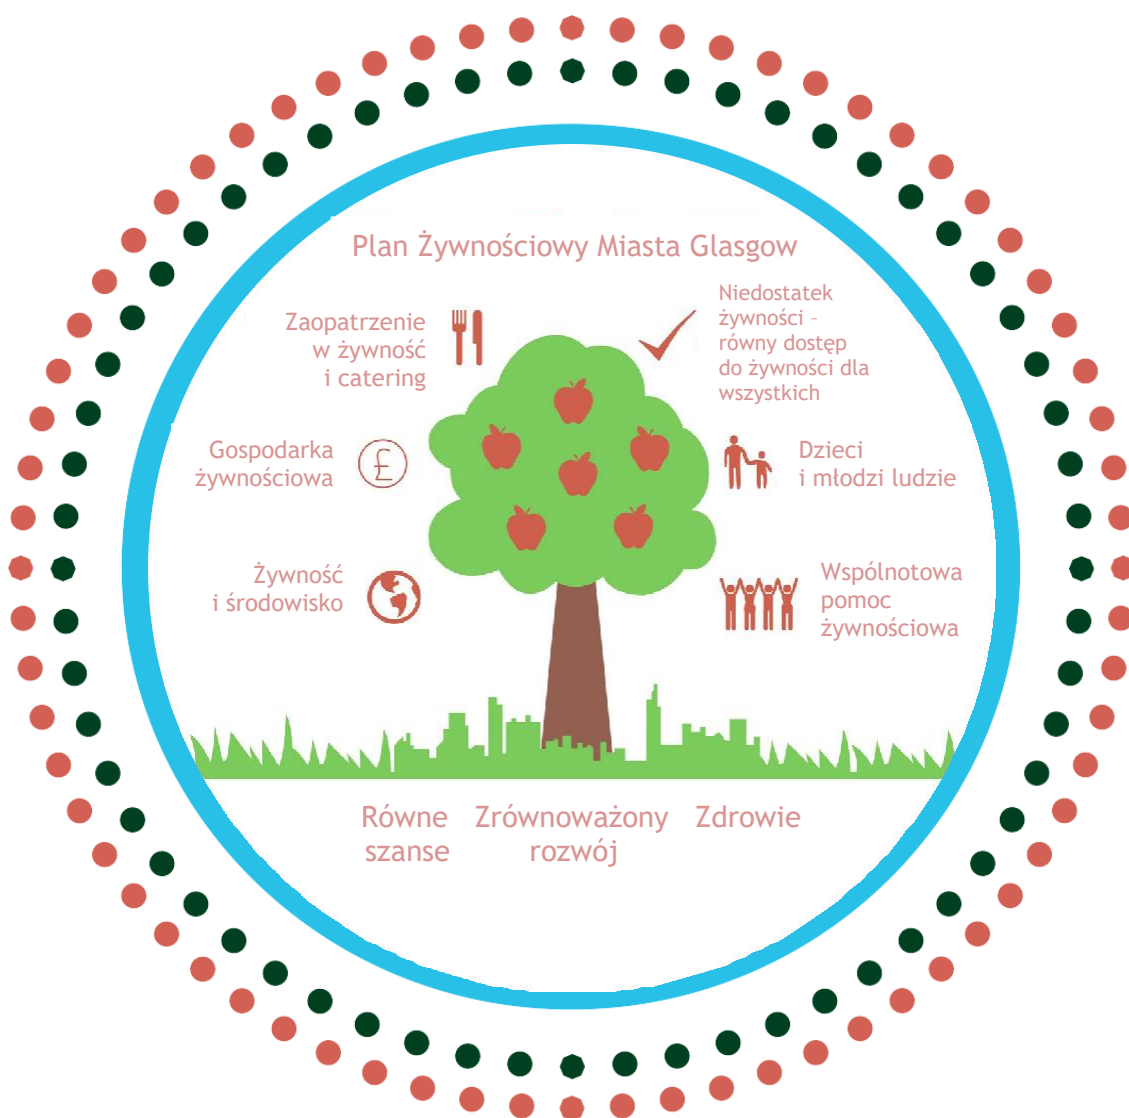 Plan Żywnościowy Miasta Glasgow
Zaopatrzenie
w żywność
i catering
Niedostatek
żywności –
równy dostęp
do żywności dla
wszystkich
Gospodarka
żywnościowa
£
Dzieci
i młodzi ludzie
Żywność
i środowisko
Wspólnotowa
pomoc
żywnościowa
Równe
szanse
Zrównoważony
rozwój
Zdrowie